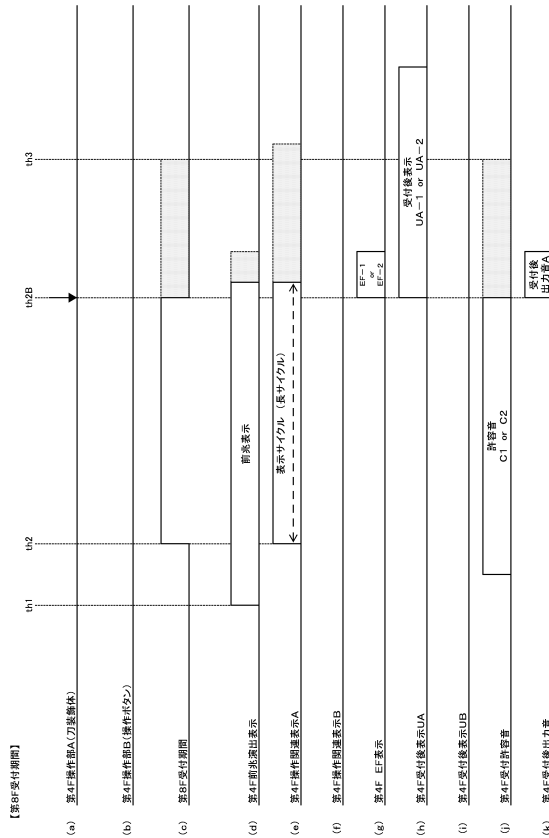 【第8F受付期間】
th1
th2
th2B
th3
(a) 第4F操作部A(刀装飾体)
(b) 第4F操作部B(操作ボタン)
(c) 第8F受付期間
(d) 第4F前兆演出表示
前兆表示
(e) 第4F操作関連表示A
表示サイクル (長サイクル)
(f) 第4F操作関連表示B
(g) 第4F EF表示
EF-1
or
EF-2
(h) 第4F受付後表示UA
受付後表示
UA-1 or UA-2
(i) 第4F受付後表示UB
(j) 第4F受付許容音
許容音
C1 or C2
(k) 第4F受付後出力音
受付後
出力音A